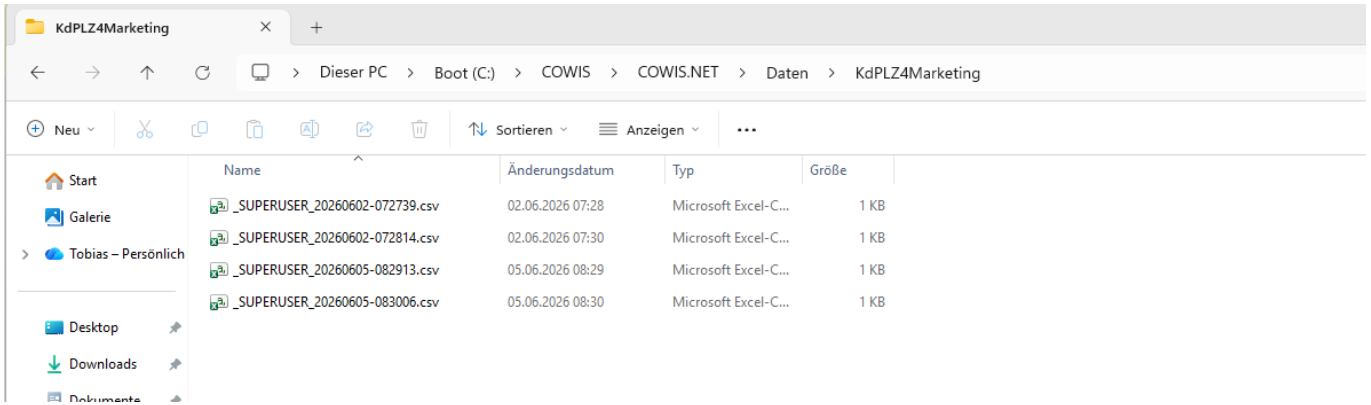 KdPLZ4Marketing
Dieser PC > Boot (C:) > COWIS > COWIS.NET > Daten > KdPLZ4Marketing
Neu Sortieren Anzeigen ...
Name Änderungsdatum Typ Größe
Start
_SUPERUSER_20260602-072739.csv 02.06.2026 07:28 Microsoft Excel-C... 1 KB
Galerie
_SUPERUSER_20260602-072814.csv 02.06.2026 07:30 Microsoft Excel-C... 1 KB
Tobias – Persönlich
_SUPERUSER_20260605-082913.csv 05.06.2026 08:29 Microsoft Excel-C... 1 KB
_SUPERUSER_20260605-083006.csv 05.06.2026 08:30 Microsoft Excel-C... 1 KB
Desktop
Downloads
Dokumente